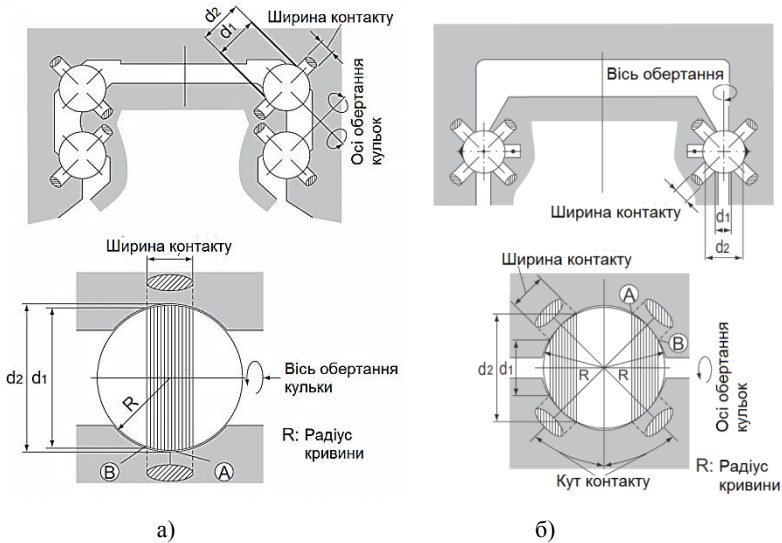 d₂
d₁
Ширина контакту
Осі обертання
кульок
Ширина контакту
d₂
d₁
R
Вісь обертання
кульки
R: Радіус
кривини
B
A
а)
Вісь обертання
Ширина контакту
d₁
d₂
Ширина контакту
A
B
d₂
d₁
R
R
Осі обертання
кульок
Кут контакту
R: Радіус
кривини
б)